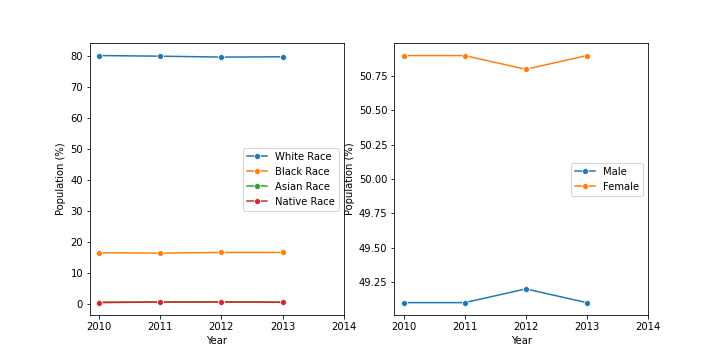 80
70
60
50
40
30
20
10
0
Population (%)
2010 2011 2012 2013 2014
Year
White Race
Black Race
Asian Race
Native Race
50.75
50.50
50.25
50.00
49.75
49.50
49.25
Population (%)
2010 2011 2012 2013 2014
Year
Male
Female